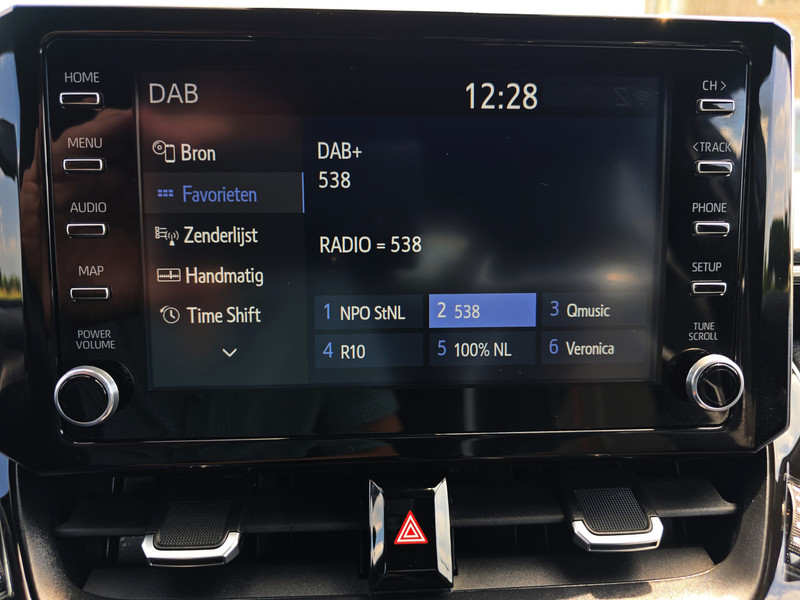 HOME
MENU
AUDIO
MAP
POWER
VOLUME
DAB
12:28
Bron
Favorieten
Zenderlijst
Handmatig
Time Shift
DAB+
538
RADIO = 538
1 NPO StNL
2 538
3 Qmusic
4 R10
5 100% NL
6 Veronica
CH >
< TRACK
PHONE
SETUP
TUNE
SCROLL